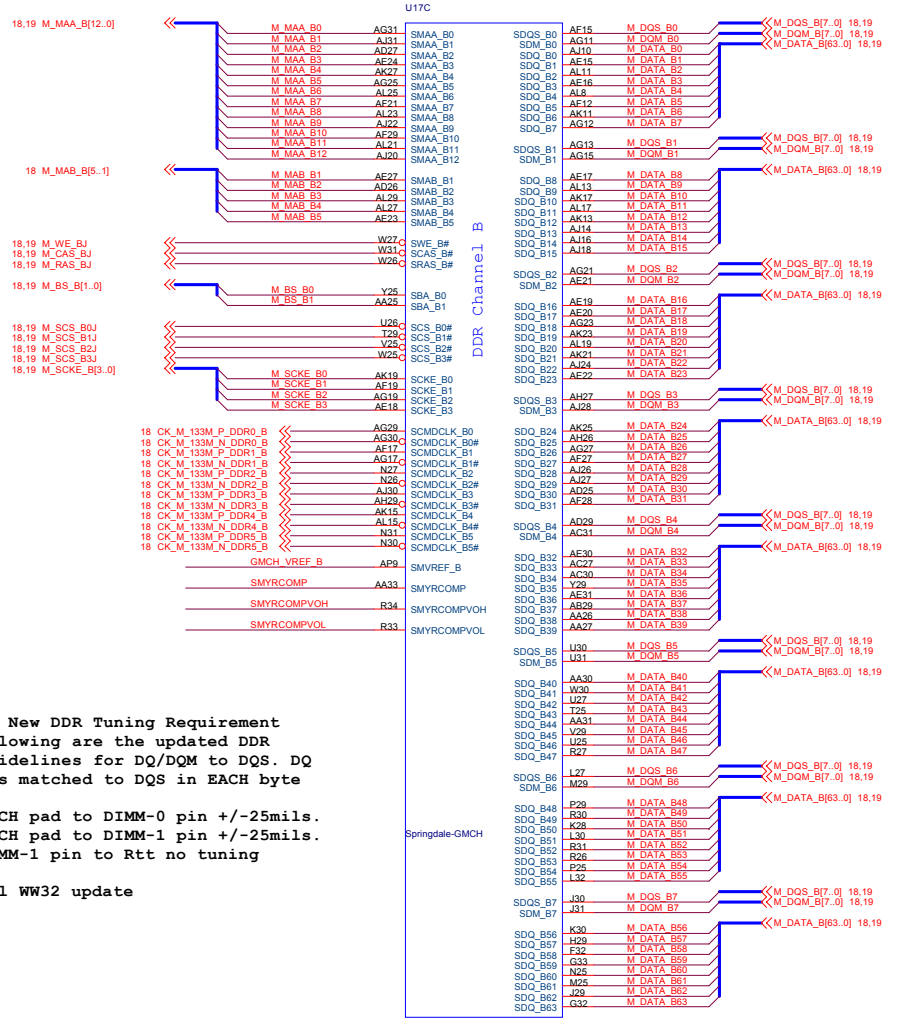 U17C
18,19 M_MAA_B[12..0]
M_MAA_B0 AG31 SMAA_B0
M_MAA_B1 AJ31 SMAA_B1
M_MAA_B2 AD27 SMAA_B2
M_MAA_B3 AE24 SMAA_B3
M_MAA_B4 AK27 SMAA_B4
M_MAA_B5 AG25 SMAA_B5
M_MAA_B6 AL25 SMAA_B6
M_MAA_B7 AF21 SMAA_B7
M_MAA_B8 AL23 SMAA_B8
M_MAA_B9 AJ22 SMAA_B9
M_MAA_B10 AF29 SMAA_B10
M_MAA_B11 AL21 SMAA_B11
M_MAA_B12 AJ20 SMAA_B12
18 M_MAB_B[5..1]
M_MAB_B1 AE27 SMAB_B1
M_MAB_B2 AD26 SMAB_B2
M_MAB_B3 AL29 SMAB_B3
M_MAB_B4 AL27 SMAB_B4
M_MAB_B5 AE23 SMAB_B5
18,19 M_WE_BJ W27 SWE_B#
18,19 M_CAS_BJ W31 SCAS_B#
18,19 M_RAS_BJ W26 SRAS_B#
18,19 M_BS_B[1..0]
M_BS_B0 Y25 SBA_B0
M_BS_B1 AA25 SBA_B1
18,19 M_SCS_B0J U26 SCS_B0#
18,19 M_SCS_B1J T29 SCS_B1#
18,19 M_SCS_B2J V25 SCS_B2#
18,19 M_SCS_B3J W25 SCS_B3#
18,19 M_SCKE_B[3..0]
M_SCKE_B0 AK19 SCKE_B0
M_SCKE_B1 AF19 SCKE_B1
M_SCKE_B2 AG19 SCKE_B2
M_SCKE_B3 AE18 SCKE_B3
18 CK_M_133M_P_DDR0_B AG29 SCMDCLK_B0
18 CK_M_133M_N_DDR0_B AG30 SCMDCLK_B0#
18 CK_M_133M_P_DDR1_B AF17 SCMDCLK_B1
18 CK_M_133M_N_DDR1_B AG17 SCMDCLK_B1#
18 CK_M_133M_P_DDR2_B N27 SCMDCLK_B2
18 CK_M_133M_N_DDR2_B N26 SCMDCLK_B2#
18 CK_M_133M_P_DDR3_B AJ30 SCMDCLK_B3
18 CK_M_133M_N_DDR3_B AH29 SCMDCLK_B3#
18 CK_M_133M_P_DDR4_B AK15 SCMDCLK_B4
18 CK_M_133M_N_DDR4_B AL15 SCMDCLK_B4#
18 CK_M_133M_P_DDR5_B N31 SCMDCLK_B5
18 CK_M_133M_N_DDR5_B N30 SCMDCLK_B5#
GMCH_VREF_B AP9 SMVREF_B
SMYRCOMP AA33 SMYRCOMP
SMYRCOMPVOH R34 SMYRCOMPVOH
SMYRCOMPVOL R33 SMYRCOMPVOL
DDR Channel B
Springdale-GMCH
SDQS_B0 AF15 M_DQS_B0 M_DQS_B[7..0] 18,19
SDM_B0 AG11 M_DQM_B0 M_DQM_B[7..0] 18,19
SDQ_B0 AJ10 M_DATA_B0 M_DATA_B[63..0] 18,19
SDQ_B1 AE15 M_DATA_B1
SDQ_B2 AL11 M_DATA_B2
SDQ_B3 AE16 M_DATA_B3
SDQ_B4 AL8 M_DATA_B4
SDQ_B5 AF12 M_DATA_B5
SDQ_B6 AK11 M_DATA_B6
SDQ_B7 AG12 M_DATA_B7
SDQS_B1 AG13 M_DQS_B1 M_DQS_B[7..0] 18,19
SDM_B1 AG15 M_DQM_B1 M_DQM_B[7..0] 18,19
SDQ_B8 AE17 M_DATA_B8 M_DATA_B[63..0] 18,19
SDQ_B9 AL13 M_DATA_B9
SDQ_B10 AK17 M_DATA_B10
SDQ_B11 AL17 M_DATA_B11
SDQ_B12 AK13 M_DATA_B12
SDQ_B13 AJ14 M_DATA_B13
SDQ_B14 AJ16 M_DATA_B14
SDQ_B15 AJ18 M_DATA_B15
SDQS_B2 AG21 M_DQS_B2 M_DQS_B[7..0] 18,19
SDM_B2 AE21 M_DQM_B2 M_DQM_B[7..0] 18,19
SDQ_B16 AE19 M_DATA_B16 M_DATA_B[63..0] 18,19
SDQ_B17 AE20 M_DATA_B17
SDQ_B18 AG23 M_DATA_B18
SDQ_B19 AK23 M_DATA_B19
SDQ_B20 AL19 M_DATA_B20
SDQ_B21 AK21 M_DATA_B21
SDQ_B22 AJ24 M_DATA_B22
SDQ_B23 AE22 M_DATA_B23
SDQS_B3 AH27 M_DQS_B3 M_DQS_B[7..0] 18,19
SDM_B3 AJ28 M_DQM_B3 M_DQM_B[7..0] 18,19
SDQ_B24 AK25 M_DATA_B24 M_DATA_B[63..0] 18,19
SDQ_B25 AH26 M_DATA_B25
SDQ_B26 AG27 M_DATA_B26
SDQ_B27 AF27 M_DATA_B27
SDQ_B28 AJ26 M_DATA_B28
SDQ_B29 AJ27 M_DATA_B29
SDQ_B30 AD25 M_DATA_B30
SDQ_B31 AF28 M_DATA_B31
SDQS_B4 AD29 M_DQS_B4 M_DQS_B[7..0] 18,19
SDM_B4 AC31 M_DQM_B4 M_DQM_B[7..0] 18,19
SDQ_B32 AE30 M_DATA_B32 M_DATA_B[63..0] 18,19
SDQ_B33 AC27 M_DATA_B33
SDQ_B34 AC30 M_DATA_B34
SDQ_B35 Y29 M_DATA_B35
SDQ_B36 AE31 M_DATA_B36
SDQ_B37 AB29 M_DATA_B37
SDQ_B38 AA26 M_DATA_B38
SDQ_B39 AA27 M_DATA_B39
SDQS_B5 U30 M_DQS_B5 M_DQS_B[7..0] 18,19
SDM_B5 U31 M_DQM_B5 M_DQM_B[7..0] 18,19
SDQ_B40 AA30 M_DATA_B40 M_DATA_B[63..0] 18,19
SDQ_B41 W30 M_DATA_B41
SDQ_B42 U27 M_DATA_B42
SDQ_B43 T25 M_DATA_B43
SDQ_B44 AA31 M_DATA_B44
SDQ_B45 V29 M_DATA_B45
SDQ_B46 U25 M_DATA_B46
SDQ_B47 R27 M_DATA_B47
SDQS_B6 L27 M_DQS_B6 M_DQS_B[7..0] 18,19
SDM_B6 M29 M_DQM_B6 M_DQM_B[7..0] 18,19
SDQ_B48 P29 M_DATA_B48 M_DATA_B[63..0] 18,19
SDQ_B49 R30 M_DATA_B49
SDQ_B50 K28 M_DATA_B50
SDQ_B51 L30 M_DATA_B51
SDQ_B52 R31 M_DATA_B52
SDQ_B53 R26 M_DATA_B53
SDQ_B54 P25 M_DATA_B54
SDQ_B55 L32 M_DATA_B55
SDQS_B7 J30 M_DQS_B7 M_DQS_B[7..0] 18,19
SDM_B7 J31 M_DQM_B7 M_DQM_B[7..0] 18,19
SDQ_B56 K30 M_DATA_B56 M_DATA_B[63..0] 18,19
SDQ_B57 H29 M_DATA_B57
SDQ_B58 F32 M_DATA_B58
SDQ_B59 G33 M_DATA_B59
SDQ_B60 N25 M_DATA_B60
SDQ_B61 M25 M_DATA_B61
SDQ_B62 J29 M_DATA_B62
SDQ_B63 G32 M_DATA_B63
New DDR Tuning Requirement
lowing are the updated DDR
idelines for DQ/DQM to DQS. DQ
s matched to DQS in EACH byte
CH pad to DIMM-0 pin +/-25mils.
CH pad to DIMM-1 pin +/-25mils.
MM-1 pin to Rtt no tuning
l WW32 update